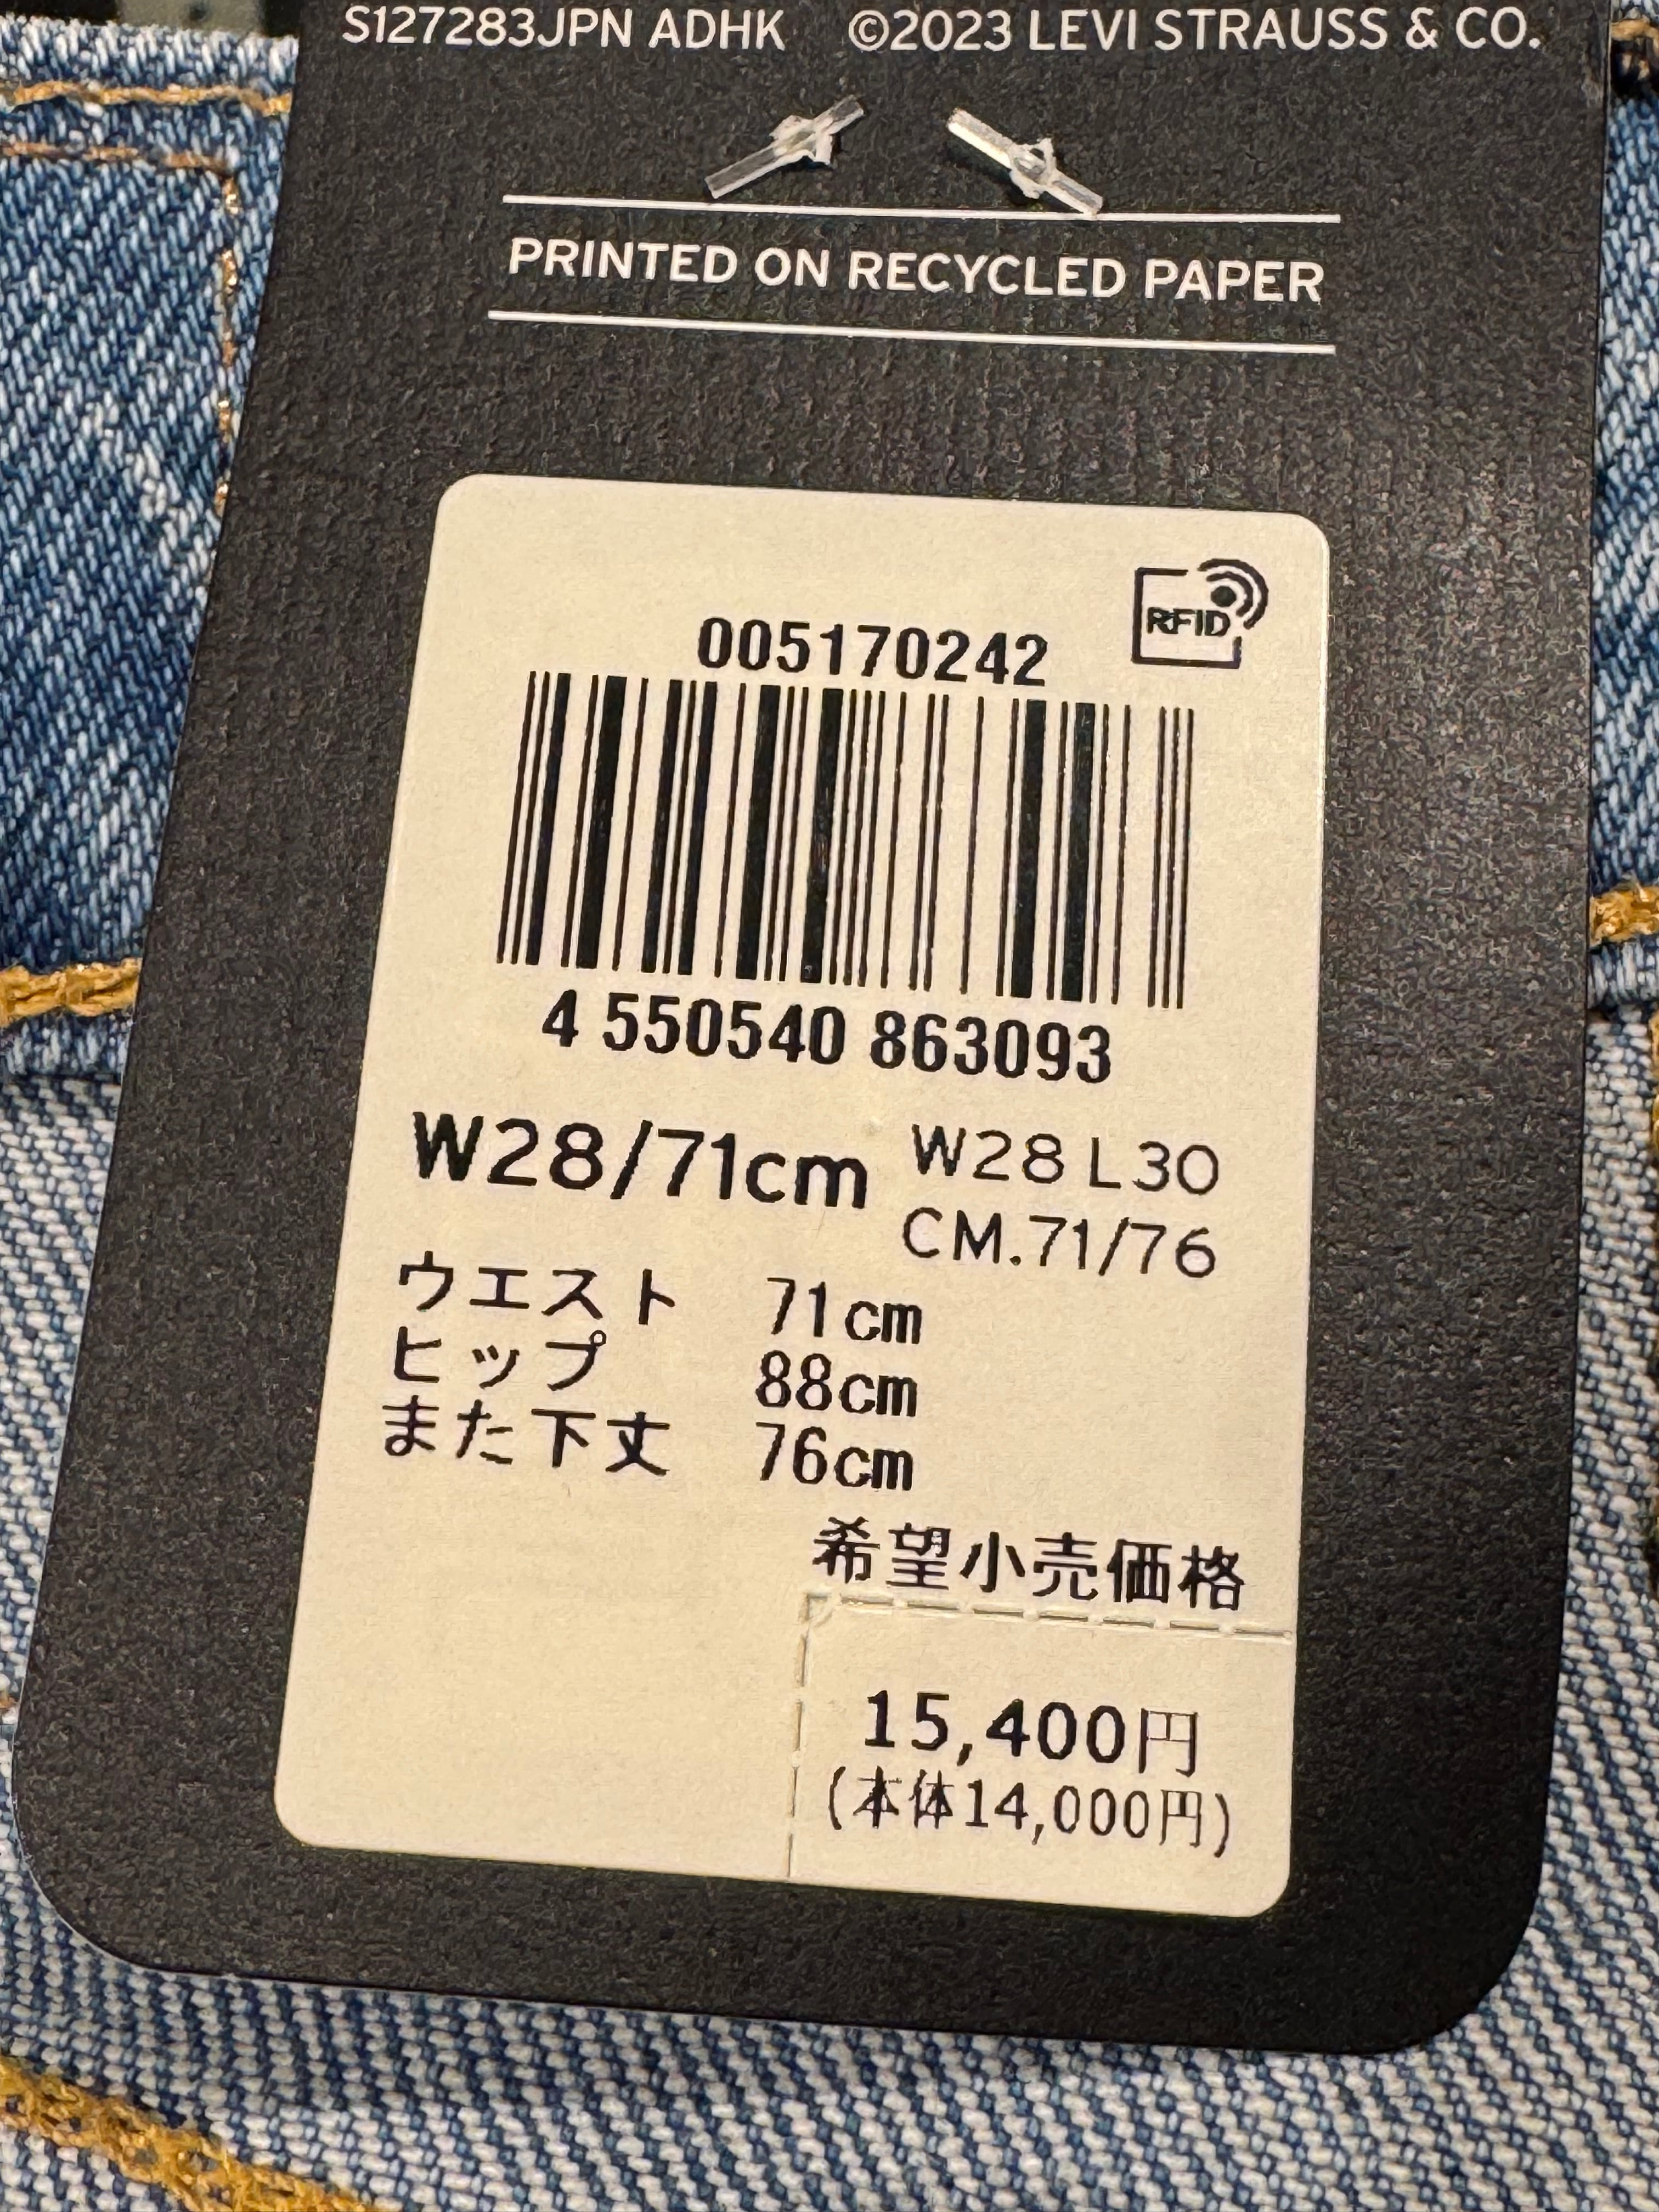 S127283JPN ADHK ©2023 LEVI STRAUSS & CO.
PRINTED ON RECYCLED PAPER
RFID
005170242
4 550540 863093
W28/71cm W28 L30
CM.71/76
ウエスト 71cm
ヒップ 88cm
また下丈 76cm
希望小売価格
15,400円
(本体14,000円)